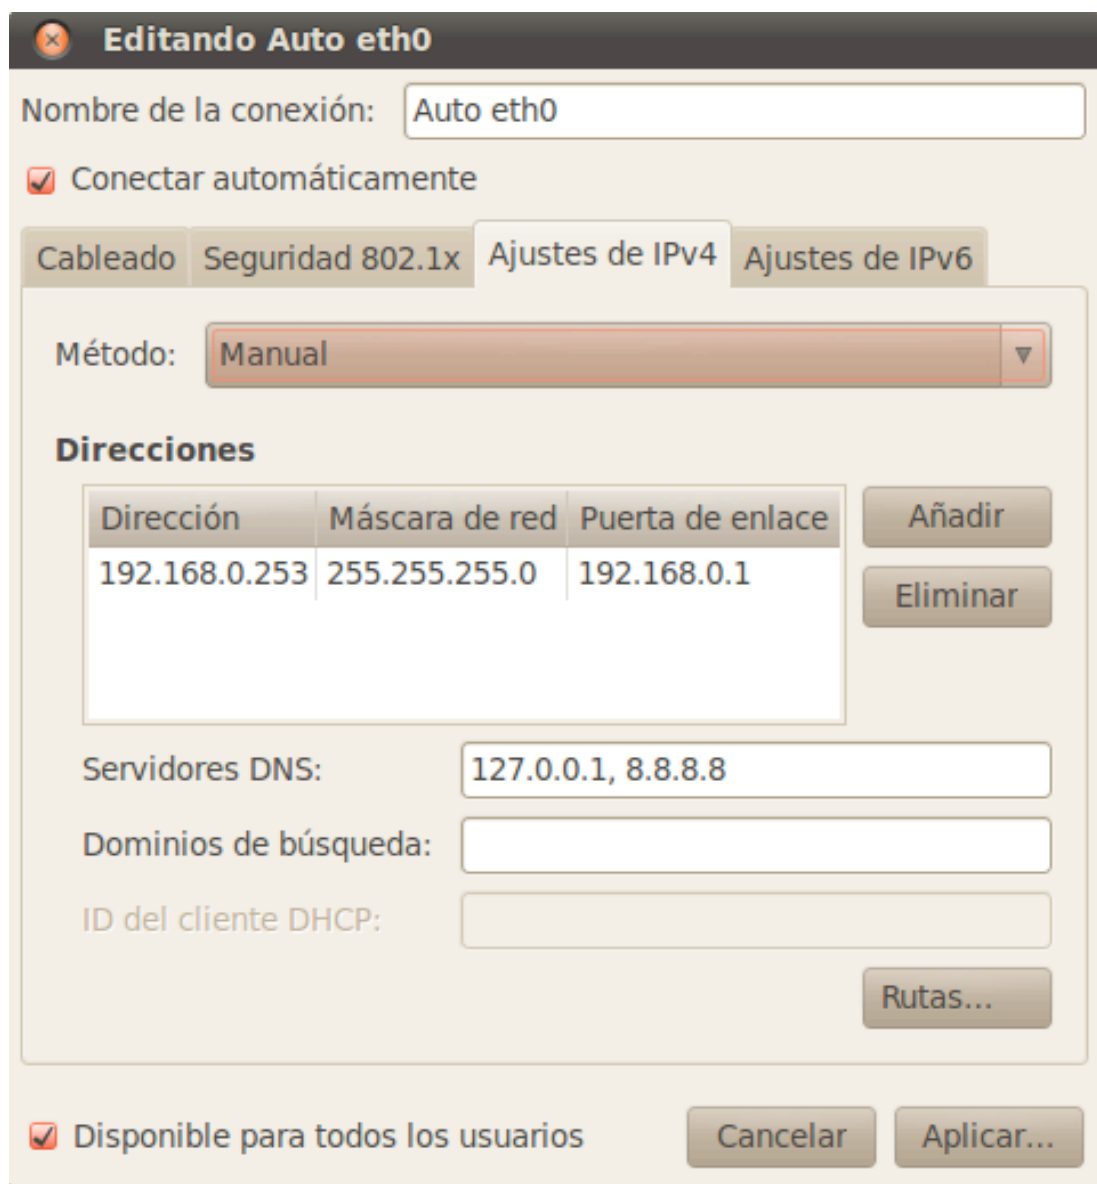 Editando Auto eth0
Nombre de la conexión: Auto eth0
Conectar automáticamente
Cableado Seguridad 802.1x Ajustes de IPv4 Ajustes de IPv6
Método: Manual
Direcciones
Dirección Máscara de red Puerta de enlace Añadir
192.168.0.253 255.255.255.0 192.168.0.1
Eliminar
Servidores DNS: 127.0.0.1, 8.8.8.8
Dominios de búsqueda:
ID del cliente DHCP:
Rutas...
Disponible para todos los usuarios Cancelar Aplicar...